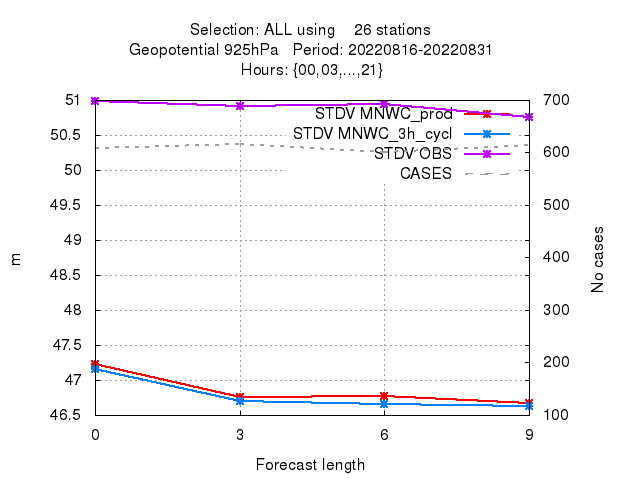 Selection: ALL using 26 stations
Geopotential 925hPa Period: 20220816-20220831
Hours: {00,03,...,21}
STDV MNWC_prod
STDV MNWC_3h_cycl
STDV OBS
CASES
51
50.5
50
49.5
49
48.5
48
47.5
47
46.5
m
700
600
500
400
300
200
100
No cases
0 3 6 9
Forecast length